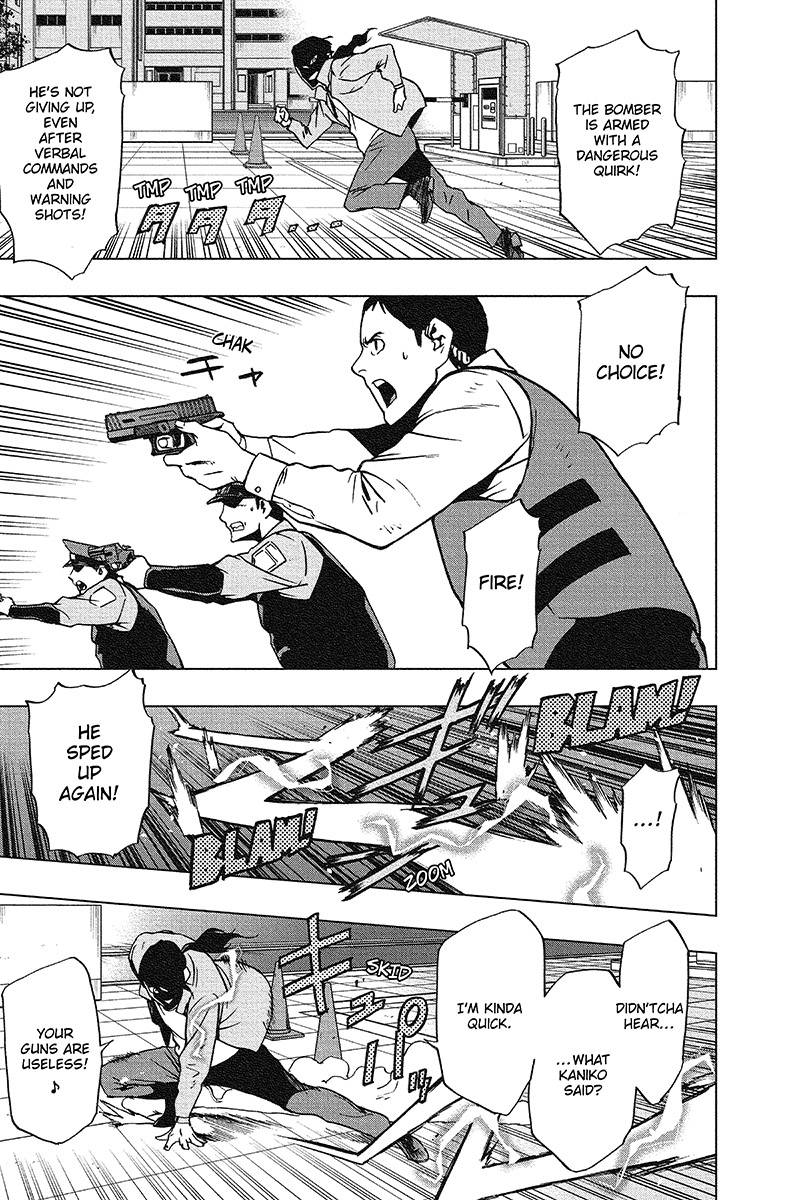 THE BOMBER
IS ARMED
WITH A
DANGEROUS
QUIRK!
HE'S NOT
GIVING UP,
EVEN
AFTER
VERBAL
COMMANDS
AND
WARNING
SHOTS!
TMP
TMP
TMP
タタタ...
NO
CHOICE!
CHAK
チャ
FIRE!
BLAM!
...!
BLAM!
ギュ
ZOOM
HE
SPED
UP
AGAIN!
DIDN'TCHA
HEAR...
...WHAT
KANIKO
SAID?
I'M KINDA
QUICK.
SKID
キュ
YOUR
GUNS ARE
USELESS!
♪